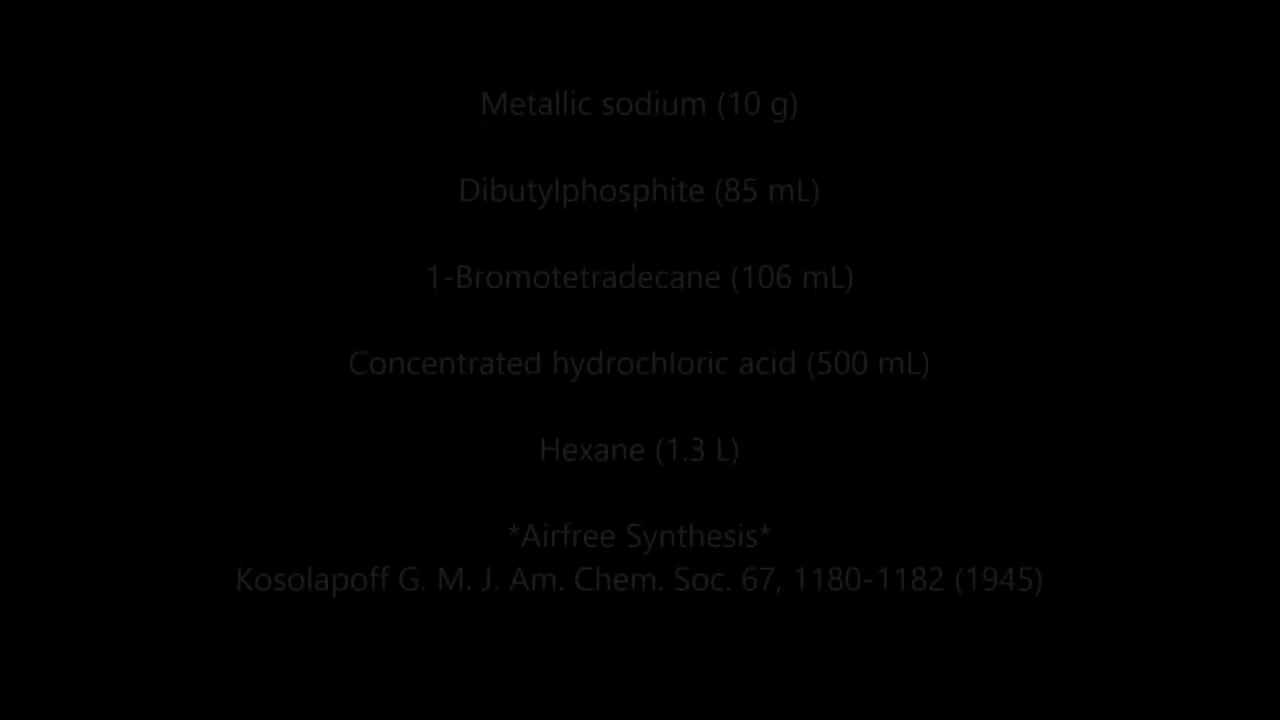 Metallic sodium (10 g)
Dibutylphosphite (85 mL)
1-Bromotetradecane (106 mL)
Concentrated hydrochloric acid (500 mL)
Hexane (1.3 L)
*Airfree Synthesis*
Kosolapoff G. M. J. Am. Chem. Soc. 67, 1180-1182 (1945)